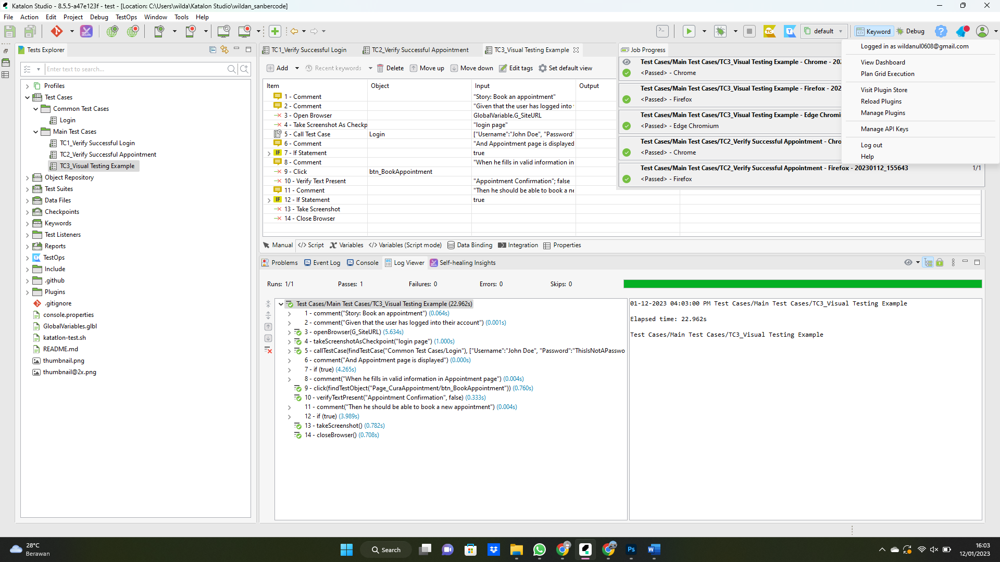 Katalon Studio - 8.5.5-a47e123f - test - [Location: C:\Users\wilda\Katalon Studio\wildan_sanbercode]
File Action Edit Project Debug TestOps Window Tools Help
default Keyword Debug
Tests Explorer
Enter text to search...
Profiles
Test Cases
Common Test Cases
Login
Main Test Cases
TC1_Verify Successful Login
TC2_Verify Successful Appointment
TC3_Visual Testing Example
Object Repository
Test Suites
Data Files
Checkpoints
Keywords
Test Listeners
Reports
TestOps
Include
.github
Plugins
.gitignore
console.properties
GlobalVariables.glbl
katatlon-test.sh
README.md
thumbnail.png
thumbnail@2x.png
TC1_Verify Successful Login TC2_Verify Successful Appointment TC3_Visual Testing Example
Add Recent keywords Delete Move up Move down Edit tags Set default view
Item Object Input Output
1 - Comment "Story: Book an appointment"
2 - Comment "Given that the user has logged into
3 - Open Browser GlobalVariable.G_SiteURL
4 - Take Screenshot As Checkp "login page"
5 - Call Test Case Login ["Username":"John Doe", "Password"
6 - Comment "And Appointment page is displayed
IF 7 - If Statement true
8 - Comment "When he fills in valid information in
9 - Click btn_BookAppointment
10 - Verify Text Present "Appointment Confirmation"; false
11 - Comment "Then he should be able to book a ne
IF 12 - If Statement true
13 - Take Screenshot
14 - Close Browser
Manual Script Variables Variables (Script mode) Data Binding Integration Properties
Job Progress
Test Cases/Main Test Cases/TC3_Visual Testing Example - Chrome - 202
<Passed> - Chrome
Test Cases/Main Test Cases/TC3_Visual Testing Example - Firefox - 202
<Passed> - Firefox
Test Cases/Main Test Cases/TC3_Visual Testing Example - Edge Chromi
<Passed> - Edge Chromium
Test Cases/Main Test Cases/TC2_Verify Successful Appointment - Chro
<Passed> - Chrome
Test Cases/Main Test Cases/TC2_Verify Successful Appointment - Firefox - 20230112_155643 1/1
<Passed> - Firefox
Logged in as wildanul0608@gmail.com
View Dashboard
Plan Grid Execution
Visit Plugin Store
Reload Plugins
Manage Plugins
Manage API Keys
Log out
Help
Problems Event Log Console Log Viewer Self-healing Insights
Runs: 1/1 Passes: 1 Failures: 0 Errors: 0 Skips: 0
Test Cases/Main Test Cases/TC3_Visual Testing Example (22.962s)
1 - comment("Story: Book an appointment") (0.064s)
2 - comment("Given that the user has logged into their account") (0.001s)
3 - openBrowser(G_SiteURL) (5.634s)
4 - takeScreenshotAsCheckpoint("login page") (1.000s)
5 - callTestCase(findTestCase("Common Test Cases/Login"), ["Username":"John Doe", "Password":"ThisIsNotAPasswo
6 - comment("And Appointment page is displayed") (0.000s)
7 - if (true) (4.265s)
8 - comment("When he fills in valid information in Appointment page") (0.004s)
9 - click(findTestObject("Page_CuraAppointment/btn_BookAppointment")) (0.760s)
10 - verifyTextPresent("Appointment Confirmation", false) (0.333s)
11 - comment("Then he should be able to book a new appointment") (0.004s)
12 - if (true) (3.989s)
13 - takeScreenshot() (0.782s)
14 - closeBrowser() (0.708s)
01-12-2023 04:03:00 PM Test Cases/Main Test Cases/TC3_Visual Testing Example
Elapsed time: 22.962s
Test Cases/Main Test Cases/TC3_Visual Testing Example
28°C
Berawan
Search
16:03
12/01/2023